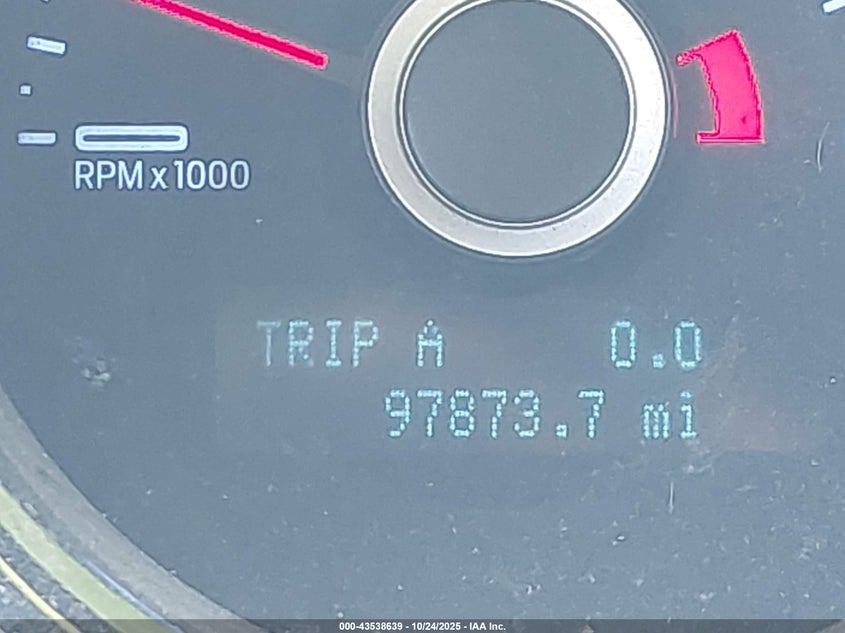 RPM x 1000
TRIP A 0.0
97873.7 mi
000-43538639 - 10/24/2025 - IAA Inc.